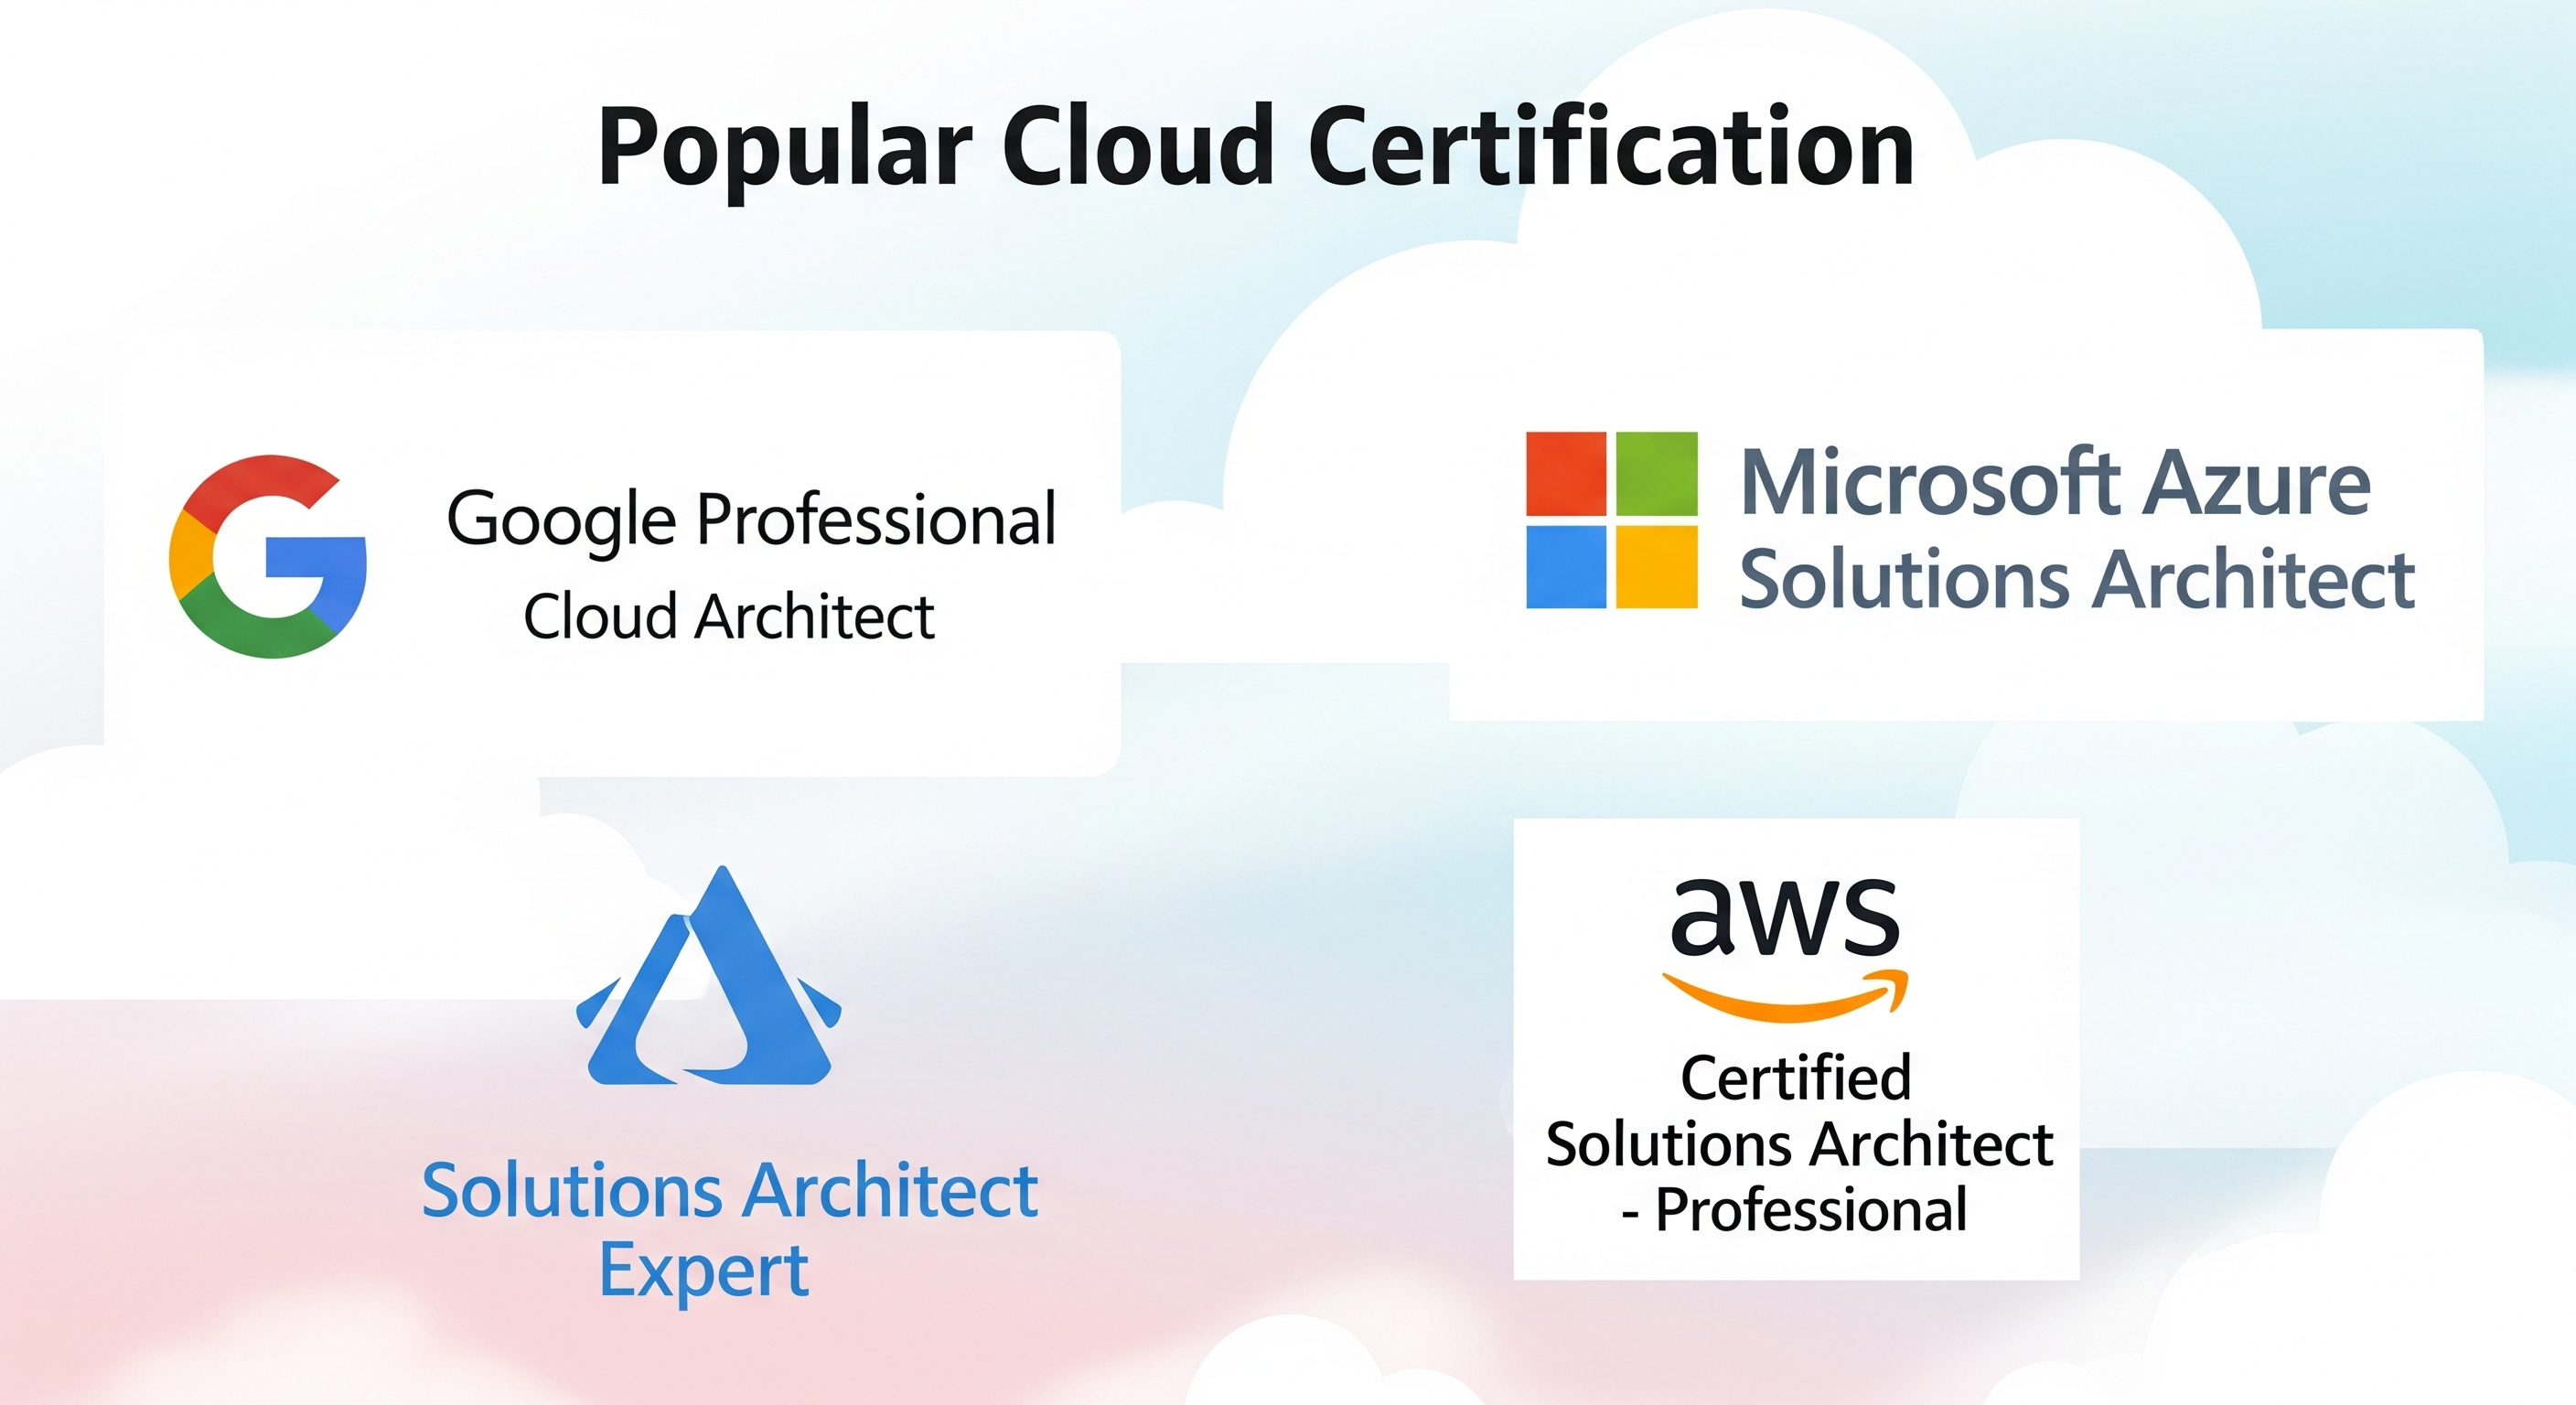 Popular Cloud Certification
Google Professional
Cloud Architect
Microsoft Azure
Solutions Architect
Solutions Architect
Expert
aws
Certified
Solutions Architect
- Professional